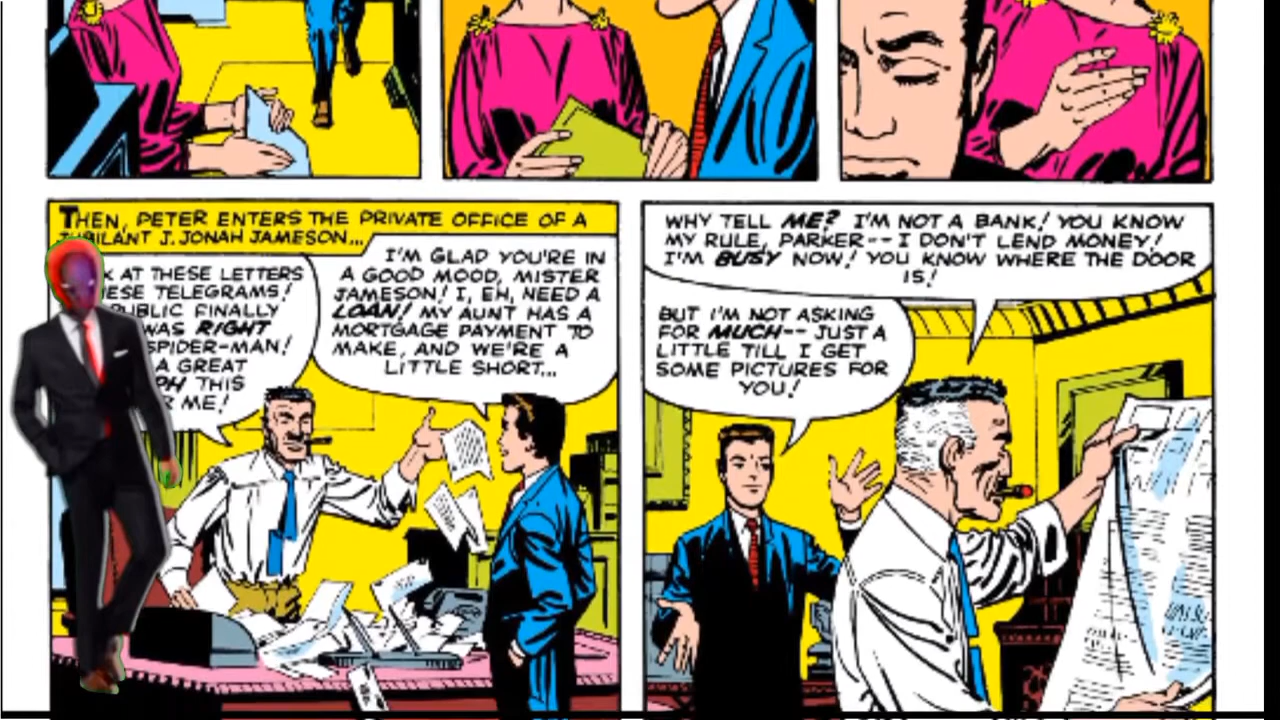 THEN, PETER ENTERS THE PRIVATE OFFICE OF A
JUBILANT J. JONAH JAMESON...
AT THESE LETTERS
TELEGRAMS!
PUBLIC FINALLY
WAS RIGHT
SPIDER-MAN!
A GREAT
THIS
ME!
I'M GLAD YOU'RE IN
A GOOD MOOD, MISTER
JAMESON! I, EH, NEED A
LOAN! MY AUNT HAS A
MORTGAGE PAYMENT TO
MAKE, AND WE'RE A
LITTLE SHORT...
WHY TELL ME? I'M NOT A BANK! YOU KNOW
MY RULE, PARKER-- I DON'T LEND MONEY!
I'M BUSY NOW! YOU KNOW WHERE THE DOOR
IS!
BUT I'M NOT ASKING
FOR MUCH-- JUST A
LITTLE TILL I GET
SOME PICTURES FOR
YOU!